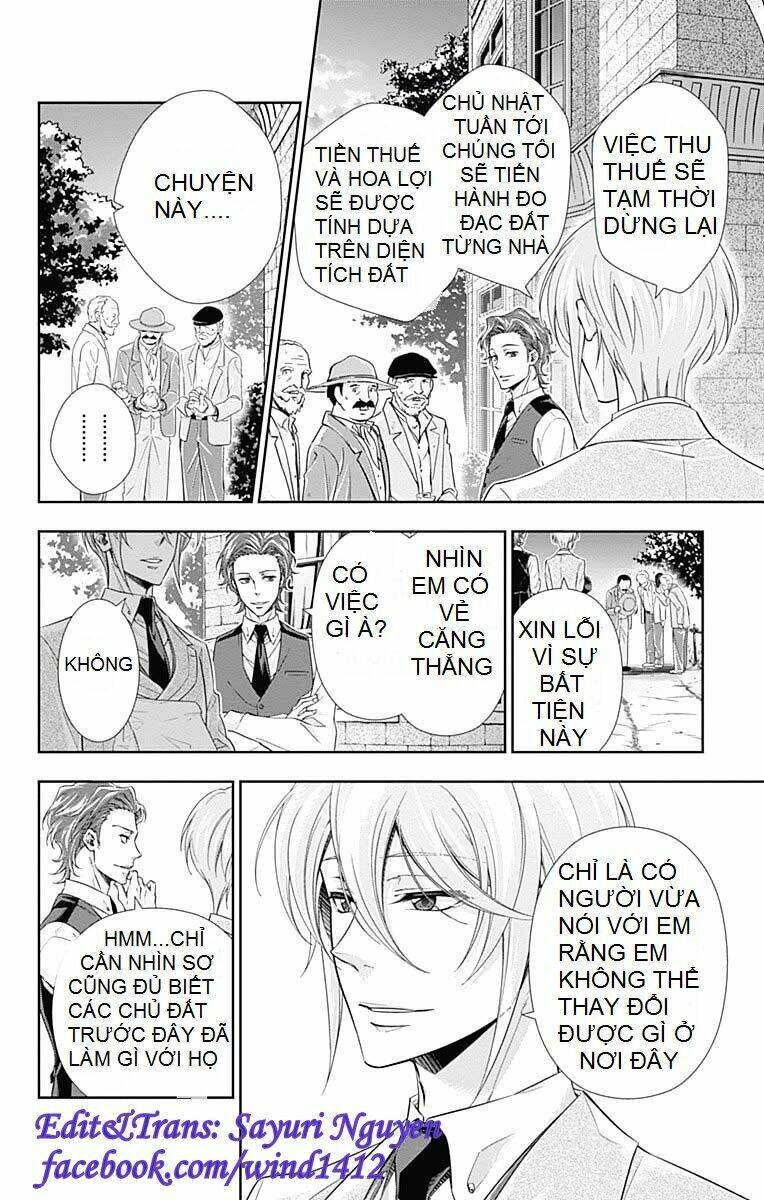 VIỆC THU
THUẾ SẼ
TẠM THỜI
DỪNG LẠI
CHỦ NHẬT
TUẦN TỚI
CHÚNG TÔI
SẼ TIẾN
HÀNH ĐO
ĐẠC ĐẤT
TỪNG NHÀ
TIỀN THUẾ
VÀ HOA LỢI
SẼ ĐƯỢC
TÍNH DỰA
TRÊN DIỆN
TÍCH ĐẤT
CHUYỆN
NÀY....
......
XIN LỖI
VÌ SỰ
BẤT
TIỆN
NÀY
NHÌN
EM CÓ
VẺ
CĂNG
THẲNG
CÓ
VIỆC
GÌ À?
KHÔNG
CHỈ LÀ CÓ
NGƯỜI VỪA
NÓI VỚI EM
RẰNG EM
KHÔNG THỂ
THAY ĐỔI
ĐƯỢC GÌ Ở
NƠI ĐÂY
HMM...CHỈ
CẦN NHÌN SƠ
CŨNG ĐỦ BIẾT
CÁC CHỦ ĐẤT
TRƯỚC ĐÂY ĐÃ
LÀM GÌ VỚI HỌ
Edit&Trans: Sayuri Nguyen
facebook.com/wind1412